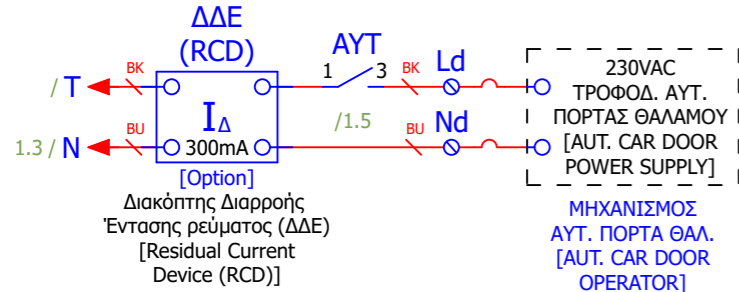 ΔΔΕ
(RCD)
ΑΥΤ
/ T
BK
1
3
BK
Ld
/1.5
1.3 / N
BU
IΔ
300mA
BU
Nd
230VAC
ΤΡΟΦΟΔ. ΑΥΤ.
ΠΟΡΤΑΣ ΘΑΛΑΜΟΥ
[AUT. CAR DOOR
POWER SUPPLY]
[Option]
Διακόπτης Διαρροής
Έντασης ρεύματος (ΔΔΕ)
[Residual Current
Device (RCD)]
ΜΗΧΑΝΙΣΜΟΣ
ΑΥΤ. ΠΟΡΤΑ ΘΑΛ.
[AUT. CAR DOOR
OPERATOR]